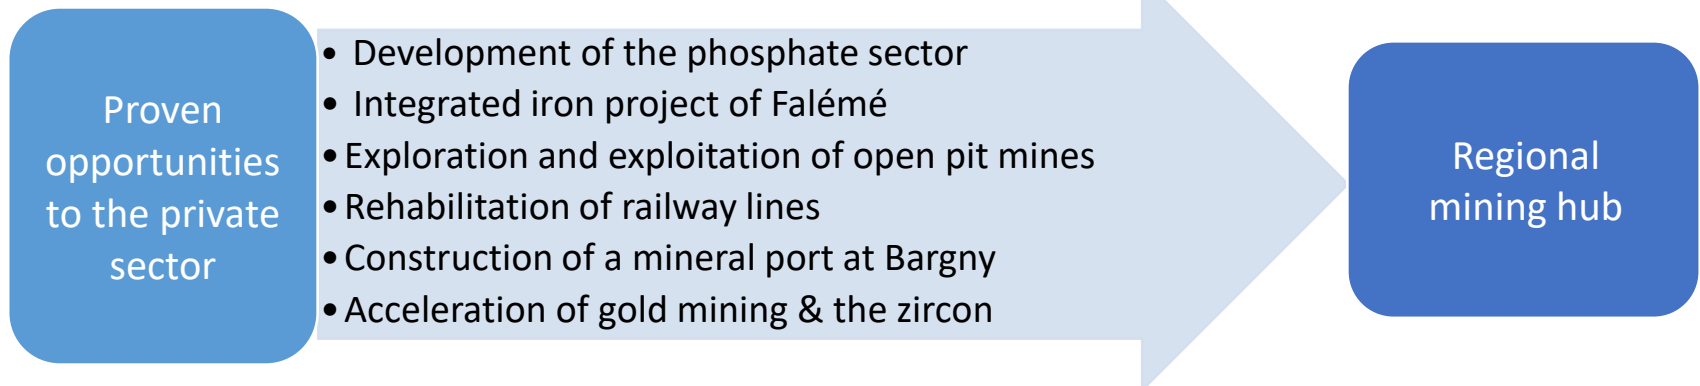 Proven
opportunities
to the private
sector
• Development of the phosphate sector
• Integrated iron project of Falémé
• Exploration and exploitation of open pit mines
• Rehabilitation of railway lines
• Construction of a mineral port at Bargny
• Acceleration of gold mining & the zircon
Regional
mining hub